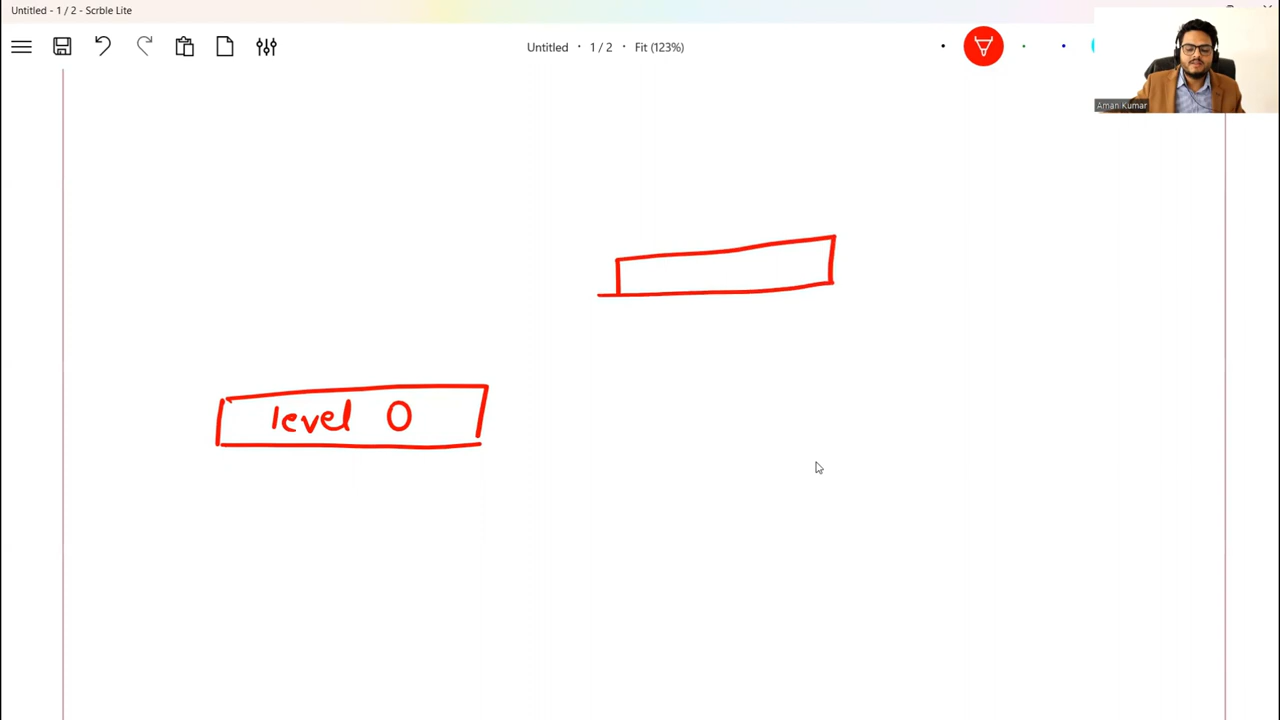 Untitled - 1 / 2 - Scrble Lite
Untitled • 1 / 2 • Fit (123%)
Aman Kumar
level 0